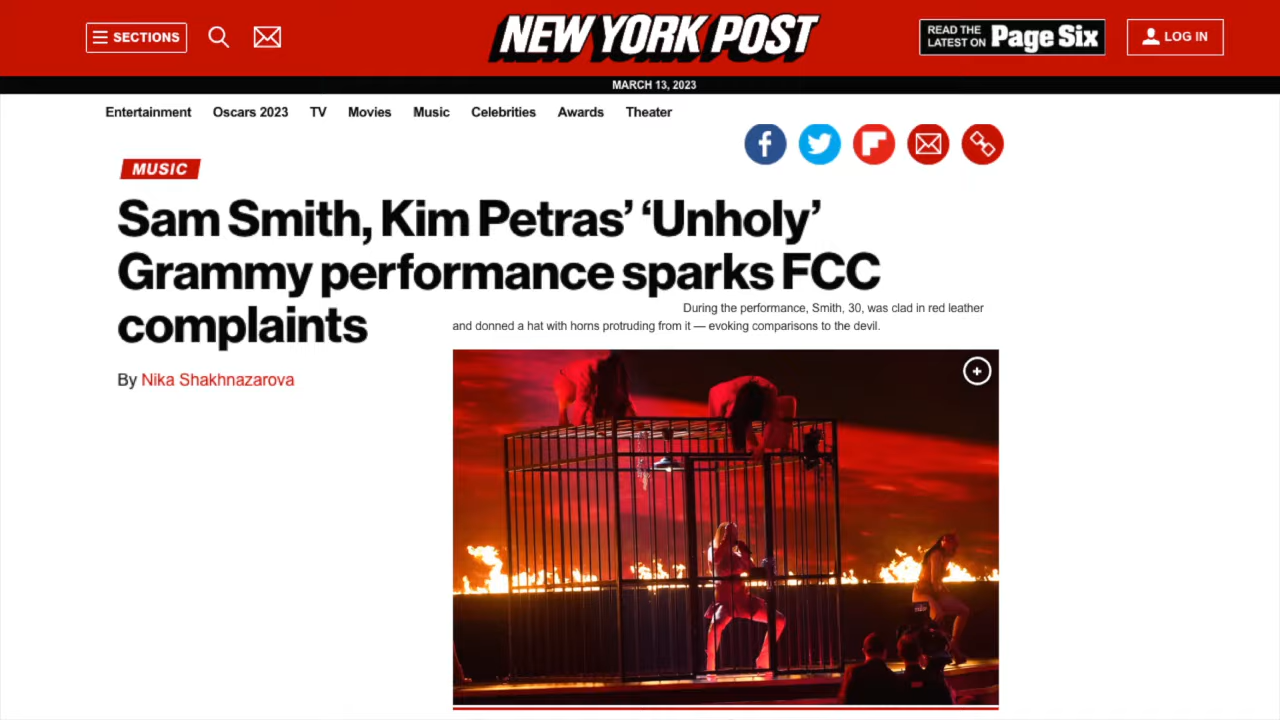 SECTIONS
NEW YORK POST
READ THE
LATEST ON
Page Six
LOG IN
MARCH 13, 2023
Entertainment Oscars 2023 TV Movies Music Celebrities Awards Theater
MUSIC
Sam Smith, Kim Petras’ ‘Unholy’
Grammy performance sparks FCC
complaints
During the performance, Smith, 30, was clad in red leather
and donned a hat with horns protruding from it — evoking comparisons to the devil.
By Nika Shakhnazarova